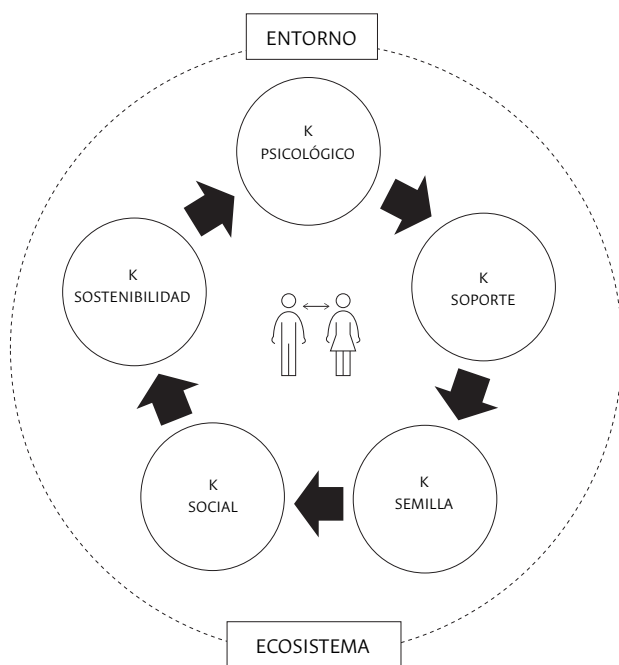 ENTORNO
K
PSICOLÓGICO
K
SOPORTE
K
SEMILLA
K
SOCIAL
K
SOSTENIBILIDAD
ECOSISTEMA